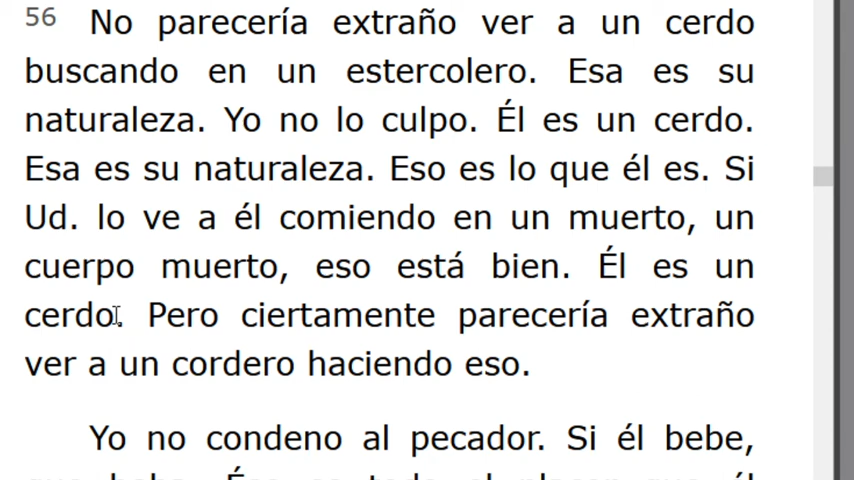 56 No parecería extraño ver a un cerdo
buscando en un estercolero. Esa es su
naturaleza. Yo no lo culpo. Él es un cerdo.
Esa es su naturaleza. Eso es lo que él es. Si
Ud. lo ve a él comiendo en un muerto, un
cuerpo muerto, eso está bien. Él es un
cerdo. Pero ciertamente parecería extraño
ver a un cordero haciendo eso.
Yo no condeno al pecador. Si él bebe,